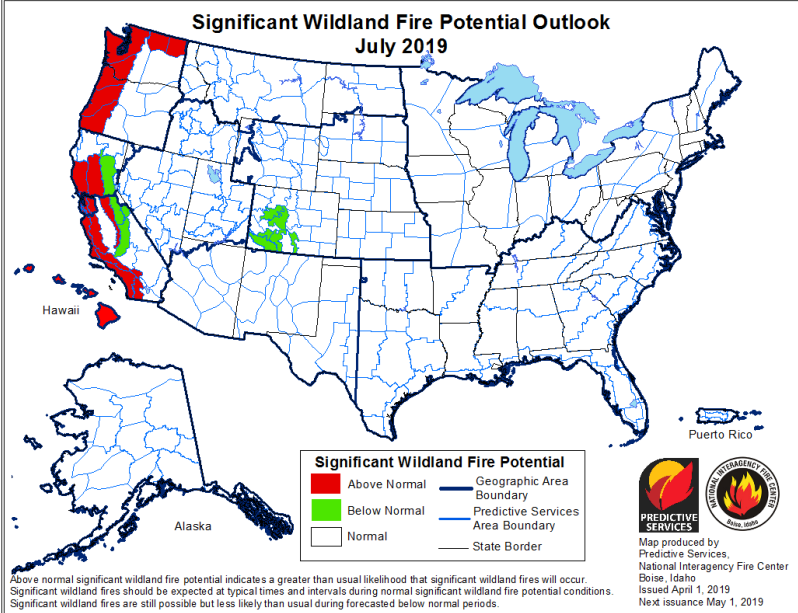 Significant Wildland Fire Potential Outlook
July 2019
Hawaii
Alaska
Puerto Rico
Significant Wildland Fire Potential
Above Normal
Below Normal
Normal
Geographic Area
Boundary
Predictive Services
Area Boundary
State Border
PREDICTIVE
SERVICES
NATIONAL INTERAGENCY FIRE CENTER
Boise, Idaho
Map produced by
Predictive Services,
National Interagency Fire Center
Boise, Idaho
Issued April 1, 2019
Next issuance May 1, 2019
Above normal significant wildland fire potential indicates a greater than usual likelihood that significant wildland fires will occur.
Significant wildland fires should be expected at typical times and intervals during normal significant wildland fire potential conditions.
Significant wildland fires are still possible but less likely than usual during forecasted below normal periods.